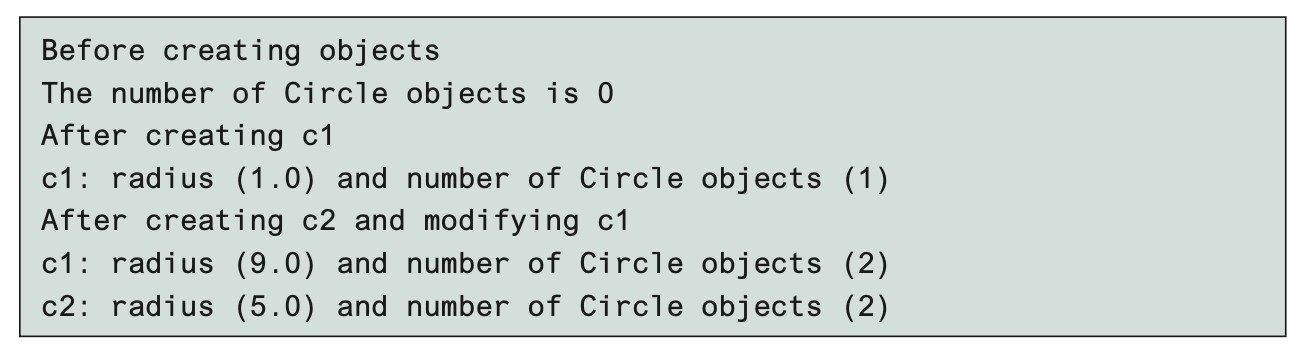 Before creating objects
The number of Circle objects is 0
After creating c1
c1: radius (1.0) and number of Circle objects (1)
After creating c2 and modifying c1
c1: radius (9.0) and number of Circle objects (2)
c2: radius (5.0) and number of Circle objects (2)